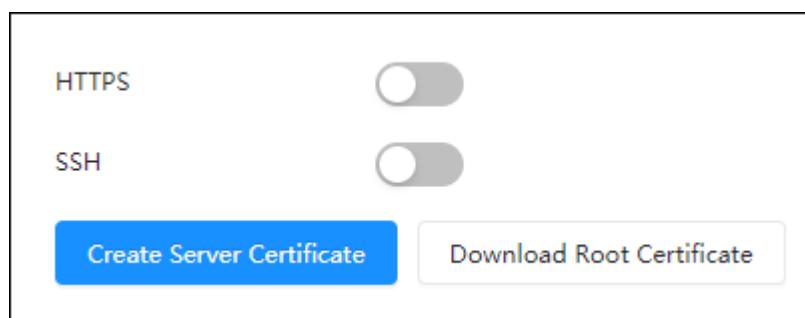 HTTPS
SSH
Create Server Certificate
Download Root Certificate